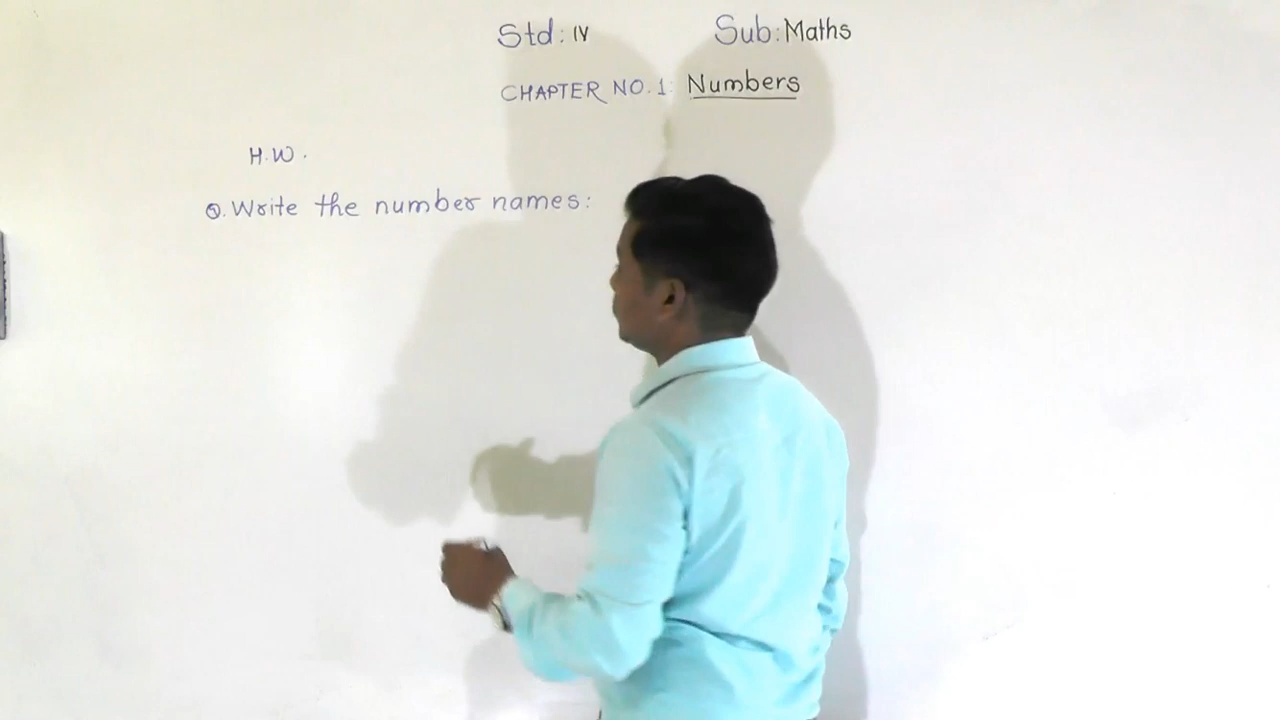 Std: IV Sub: Maths
CHAPTER NO. 1: Numbers
H.W.
Q. Write the number names: